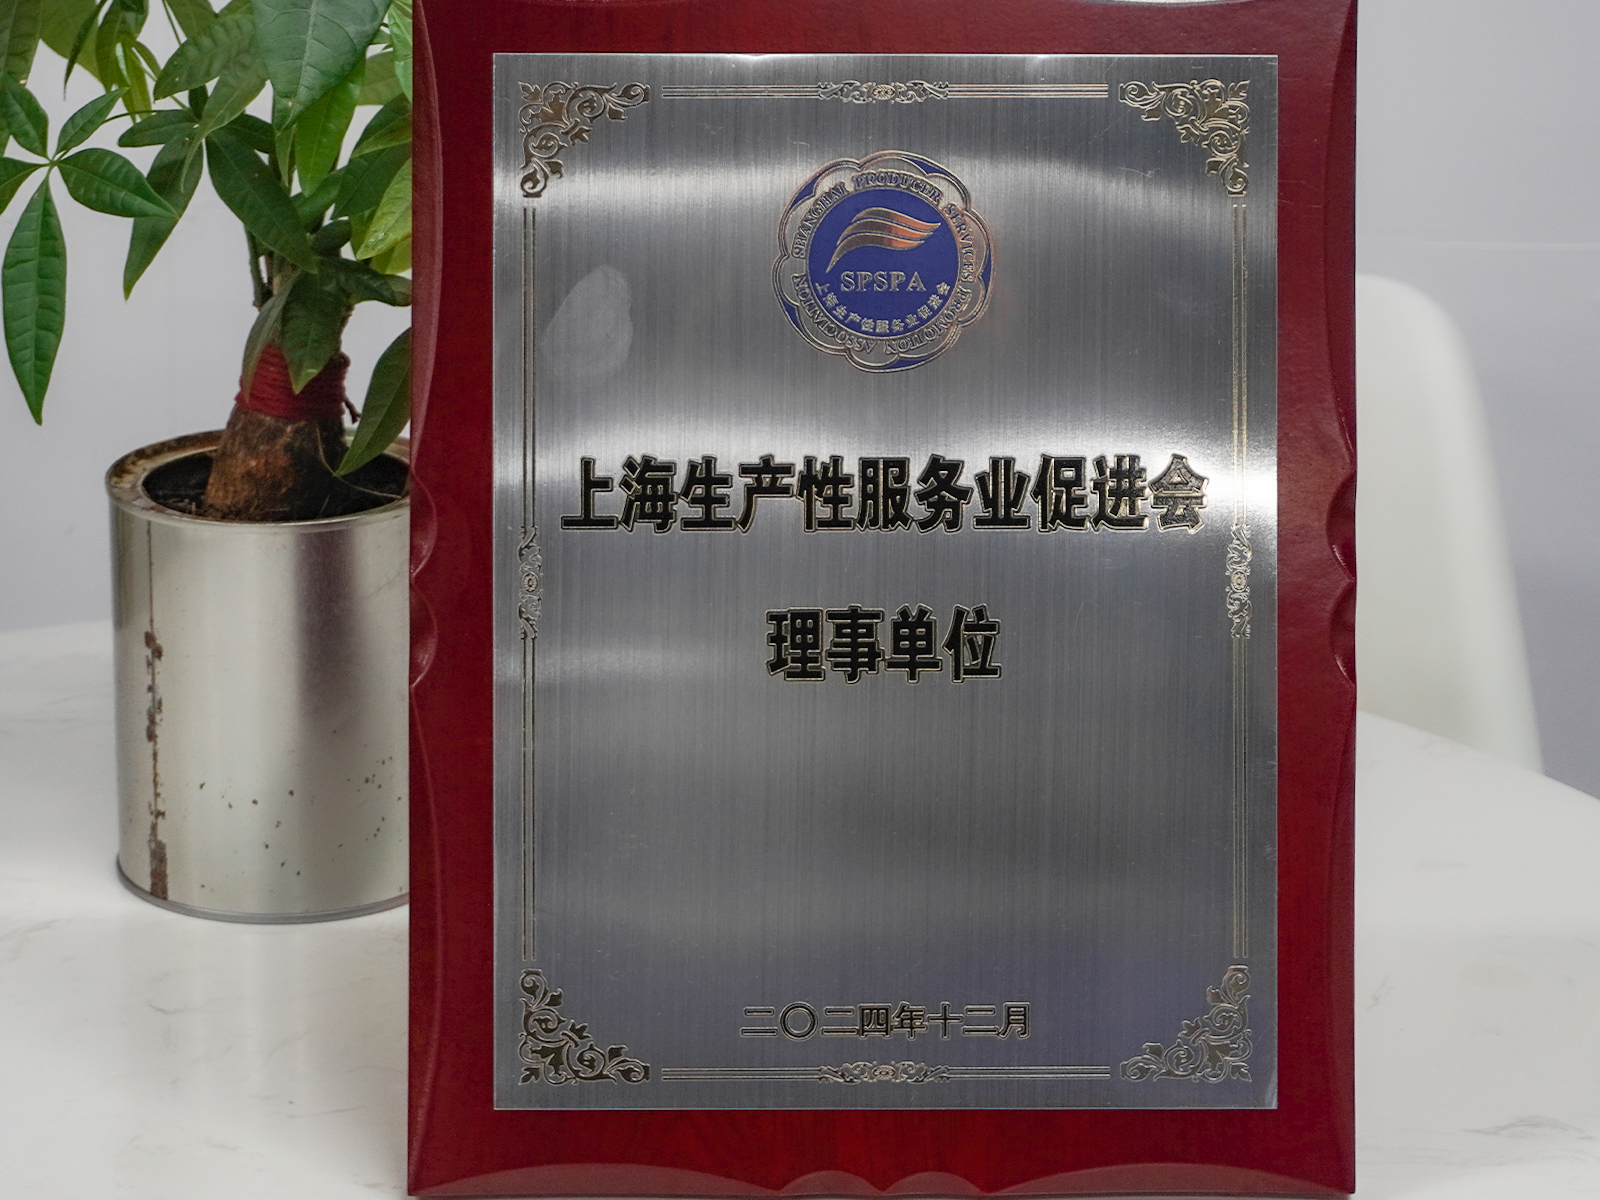 SHANGHAI PRODUCER SERVICES PROMOTION ASSOCIATION
SPSPA
上海生产性服务业促进会
上海生产性服务业促进会
理事单位
二〇二四年十二月